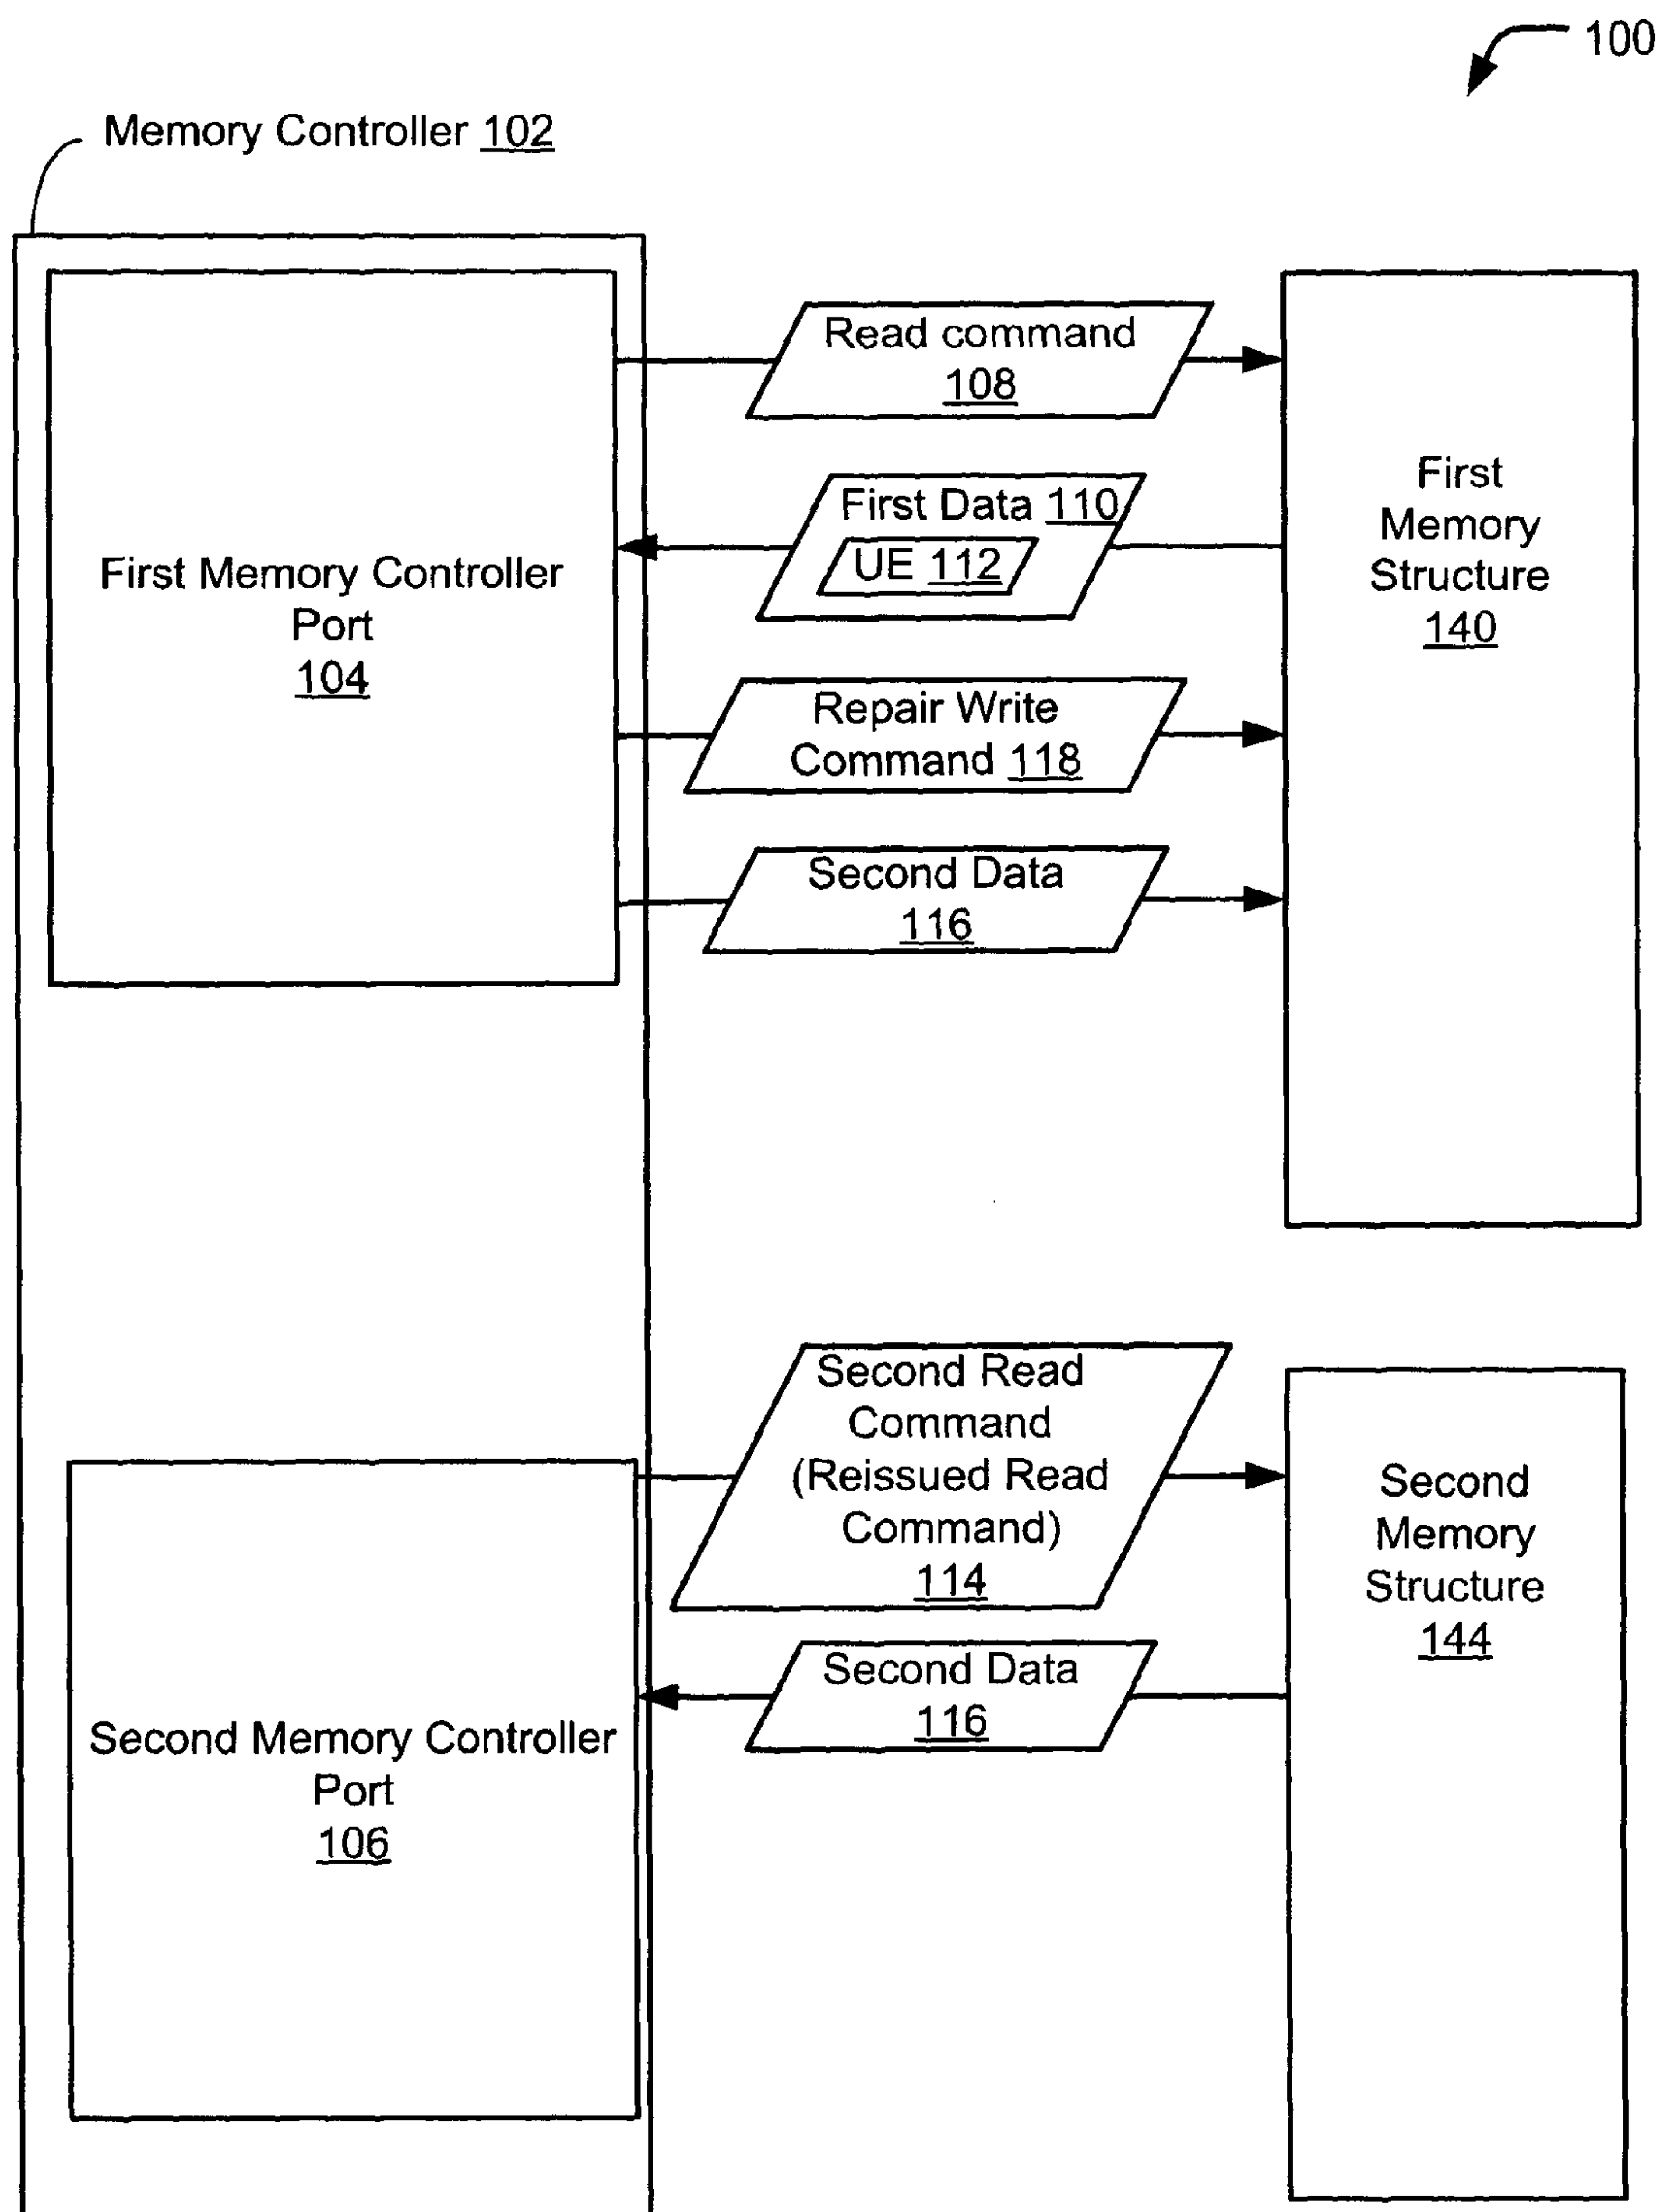 100
Memory Controller 102
Read command
108
First Data 110
UE 112
First Memory Controller
Port
104
First
Memory
Structure
140
Repair Write
Command 118
Second Data
116
Second Read
Command
(Reissued Read
Command)
114
Second Data
116
Second Memory Controller
Port
106
Second
Memory
Structure
144